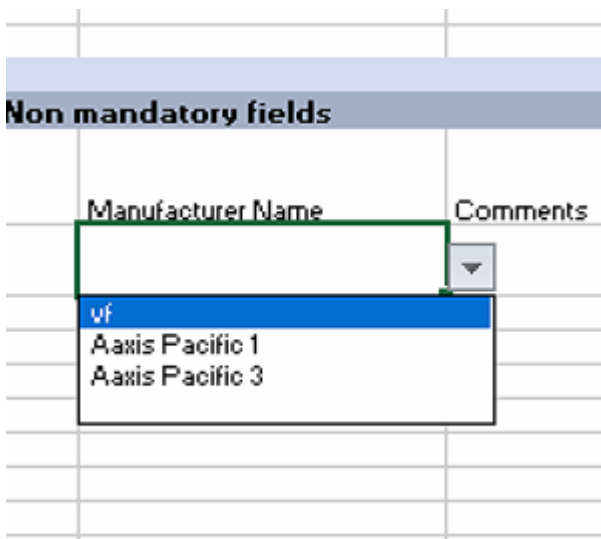 Non mandatory fields
Manufacturer Name
Comments
vf
Aaxis Pacific 1
Aaxis Pacific 3